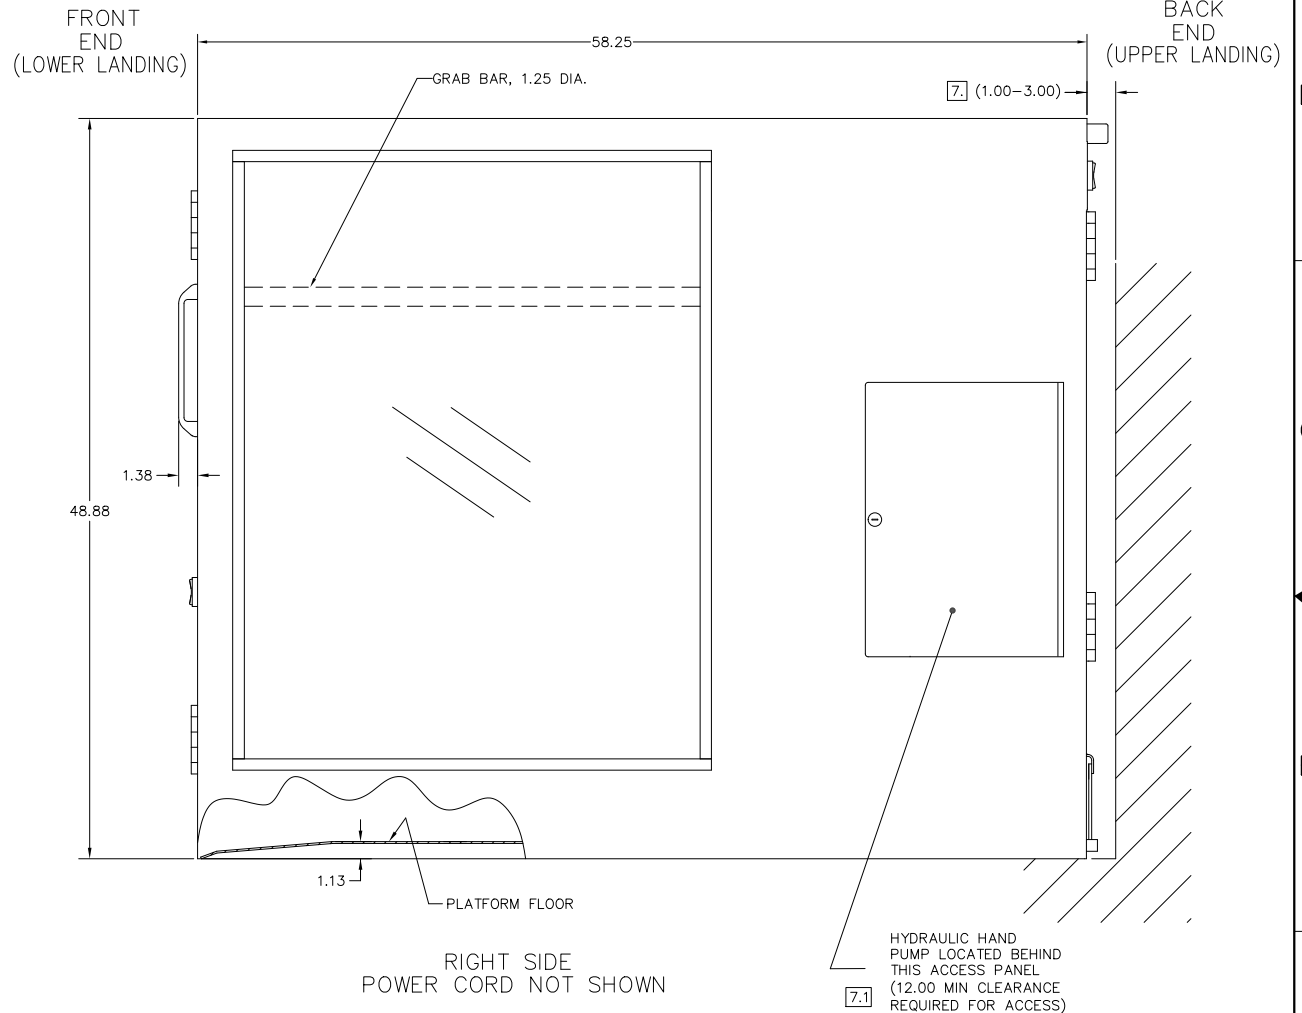 FRONT
END
(LOWER LANDING)
BACK
END
(UPPER LANDING)
58.25
GRAB BAR, 1.25 DIA.
7. (1.00-3.00)
1.38
48.88
1.13
PLATFORM FLOOR
RIGHT SIDE
POWER CORD NOT SHOWN
HYDRAULIC HAND
PUMP LOCATED BEHIND
THIS ACCESS PANEL
7.1 (12.00 MIN CLEARANCE
REQUIRED FOR ACCESS)